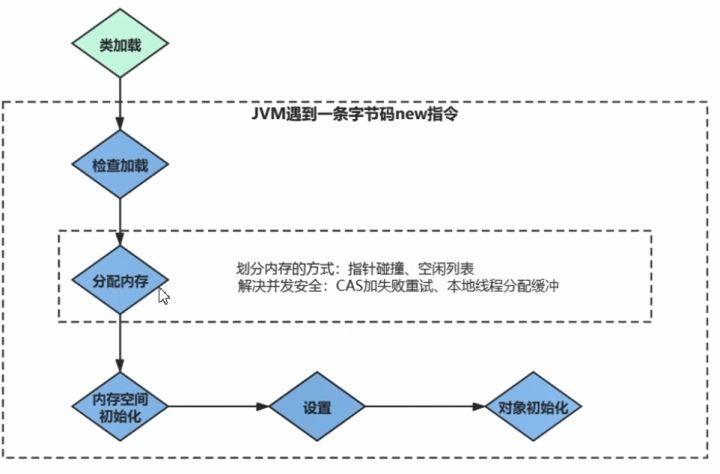 类加载
JVM遇到一条字节码new指令
检查加载
分配内存
划分内存的方式：指针碰撞、空闲列表
解决并发安全：CAS加失败重试、本地线程分配缓冲
内存空间
初始化
设置
对象初始化